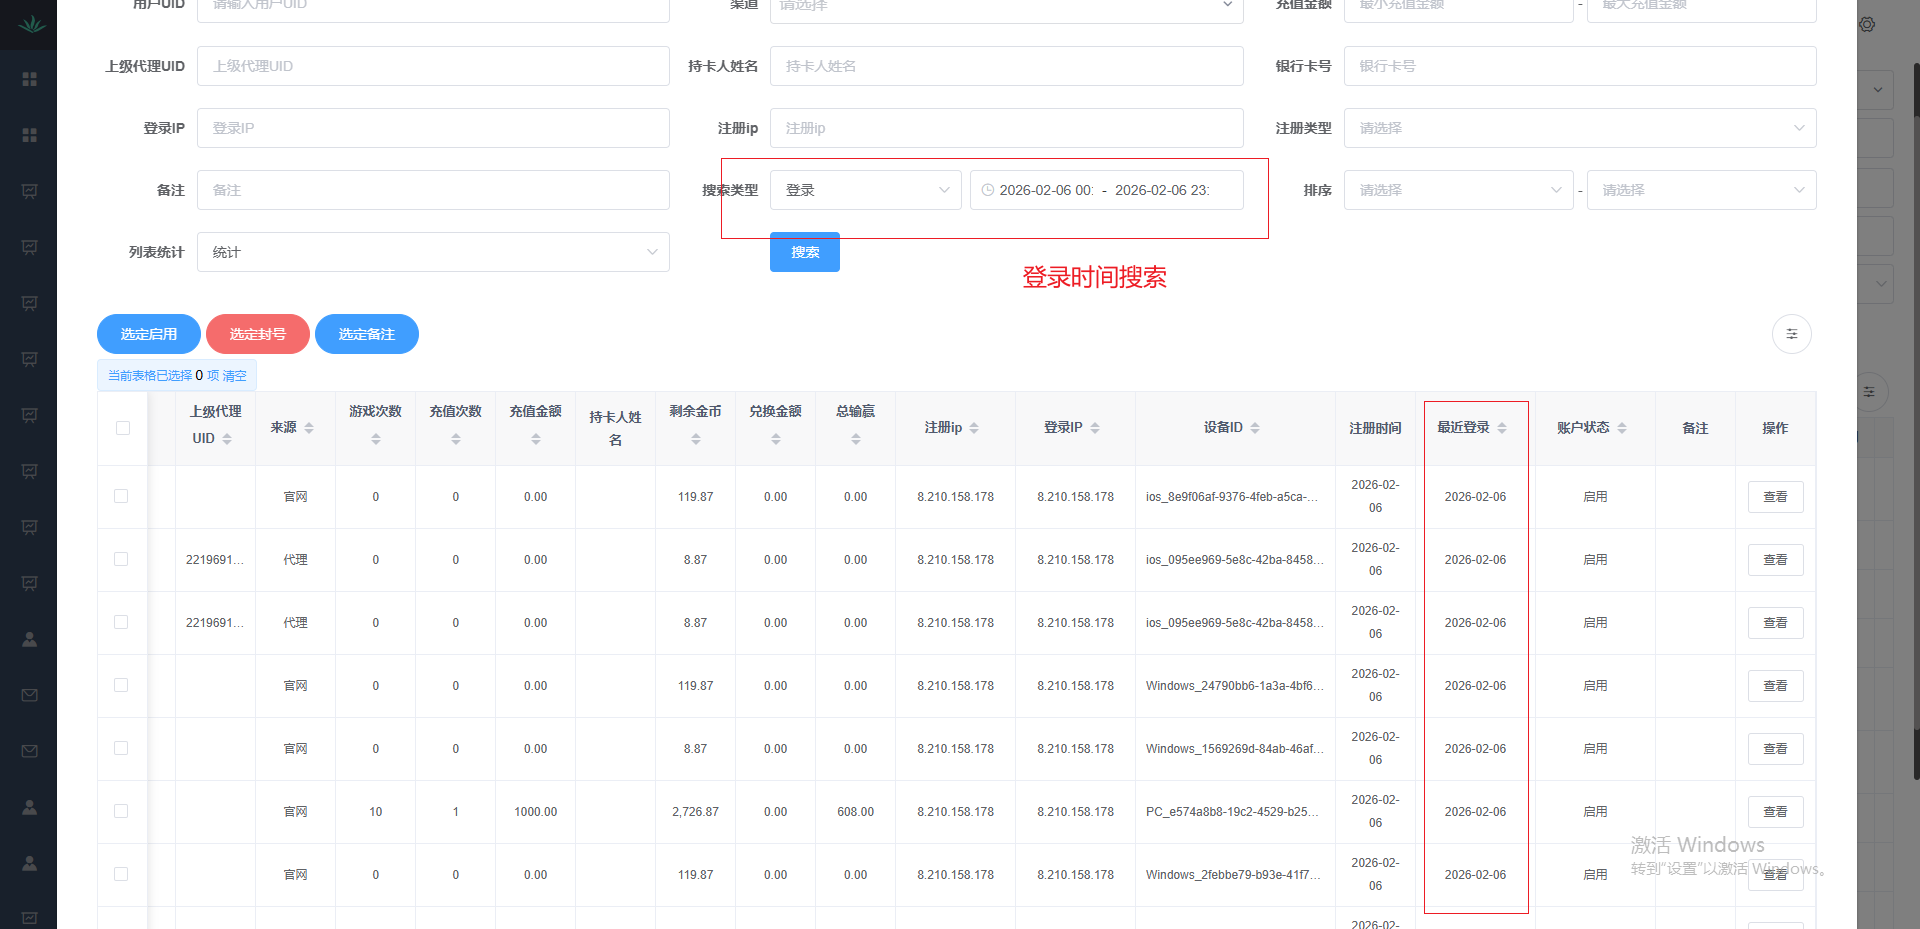 用户UID 请输入用户UID 渠道 请选择 充值金额 最小充值金额 - 最大充值金额
上级代理UID 上级代理UID 持卡人姓名 持卡人姓名 银行卡号 银行卡号
登录IP 登录IP 注册ip 注册ip 注册类型 请选择
备注 备注 搜索类型 登录 2026-02-06 00: - 2026-02-06 23: 排序 请选择 - 请选择
列表统计 统计 搜索
登录时间搜索
选定启用 选定封号 选定备注
当前表格已选择 0 项 清空
上级代理UID 来源 游戏次数 充值次数 充值金额 持卡人姓名 剩余金币 兑换金额 总输赢 注册ip 登录IP 设备ID 注册时间 最近登录 账户状态 备注 操作
官网 0 0 0.00 119.87 0.00 0.00 8.210.158.178 8.210.158.178 ios_8e9f06af-9376-4feb-a5ca-... 2026-02-06 2026-02-06 启用 查看
2219691... 代理 0 0 0.00 8.87 0.00 0.00 8.210.158.178 8.210.158.178 ios_095ee969-5e8c-42ba-8458... 2026-02-06 2026-02-06 启用 查看
2219691... 代理 0 0 0.00 8.87 0.00 0.00 8.210.158.178 8.210.158.178 ios_095ee969-5e8c-42ba-8458... 2026-02-06 2026-02-06 启用 查看
官网 0 0 0.00 119.87 0.00 0.00 8.210.158.178 8.210.158.178 Windows_24790bb6-1a3a-4bf6... 2026-02-06 2026-02-06 启用 查看
官网 0 0 0.00 8.87 0.00 0.00 8.210.158.178 8.210.158.178 Windows_1569269d-84ab-46af... 2026-02-06 2026-02-06 启用 查看
官网 10 1 1000.00 2,726.87 0.00 608.00 8.210.158.178 8.210.158.178 PC_e574a8b8-19c2-4529-b25... 2026-02-06 2026-02-06 启用 查看
官网 0 0 0.00 119.87 0.00 0.00 8.210.158.178 8.210.158.178 Windows_2febbe79-b93e-41f7... 2026-02-06 2026-02-06 启用 查看
2026-02-
激活 Windows
转到“设置”以激活 Windows。